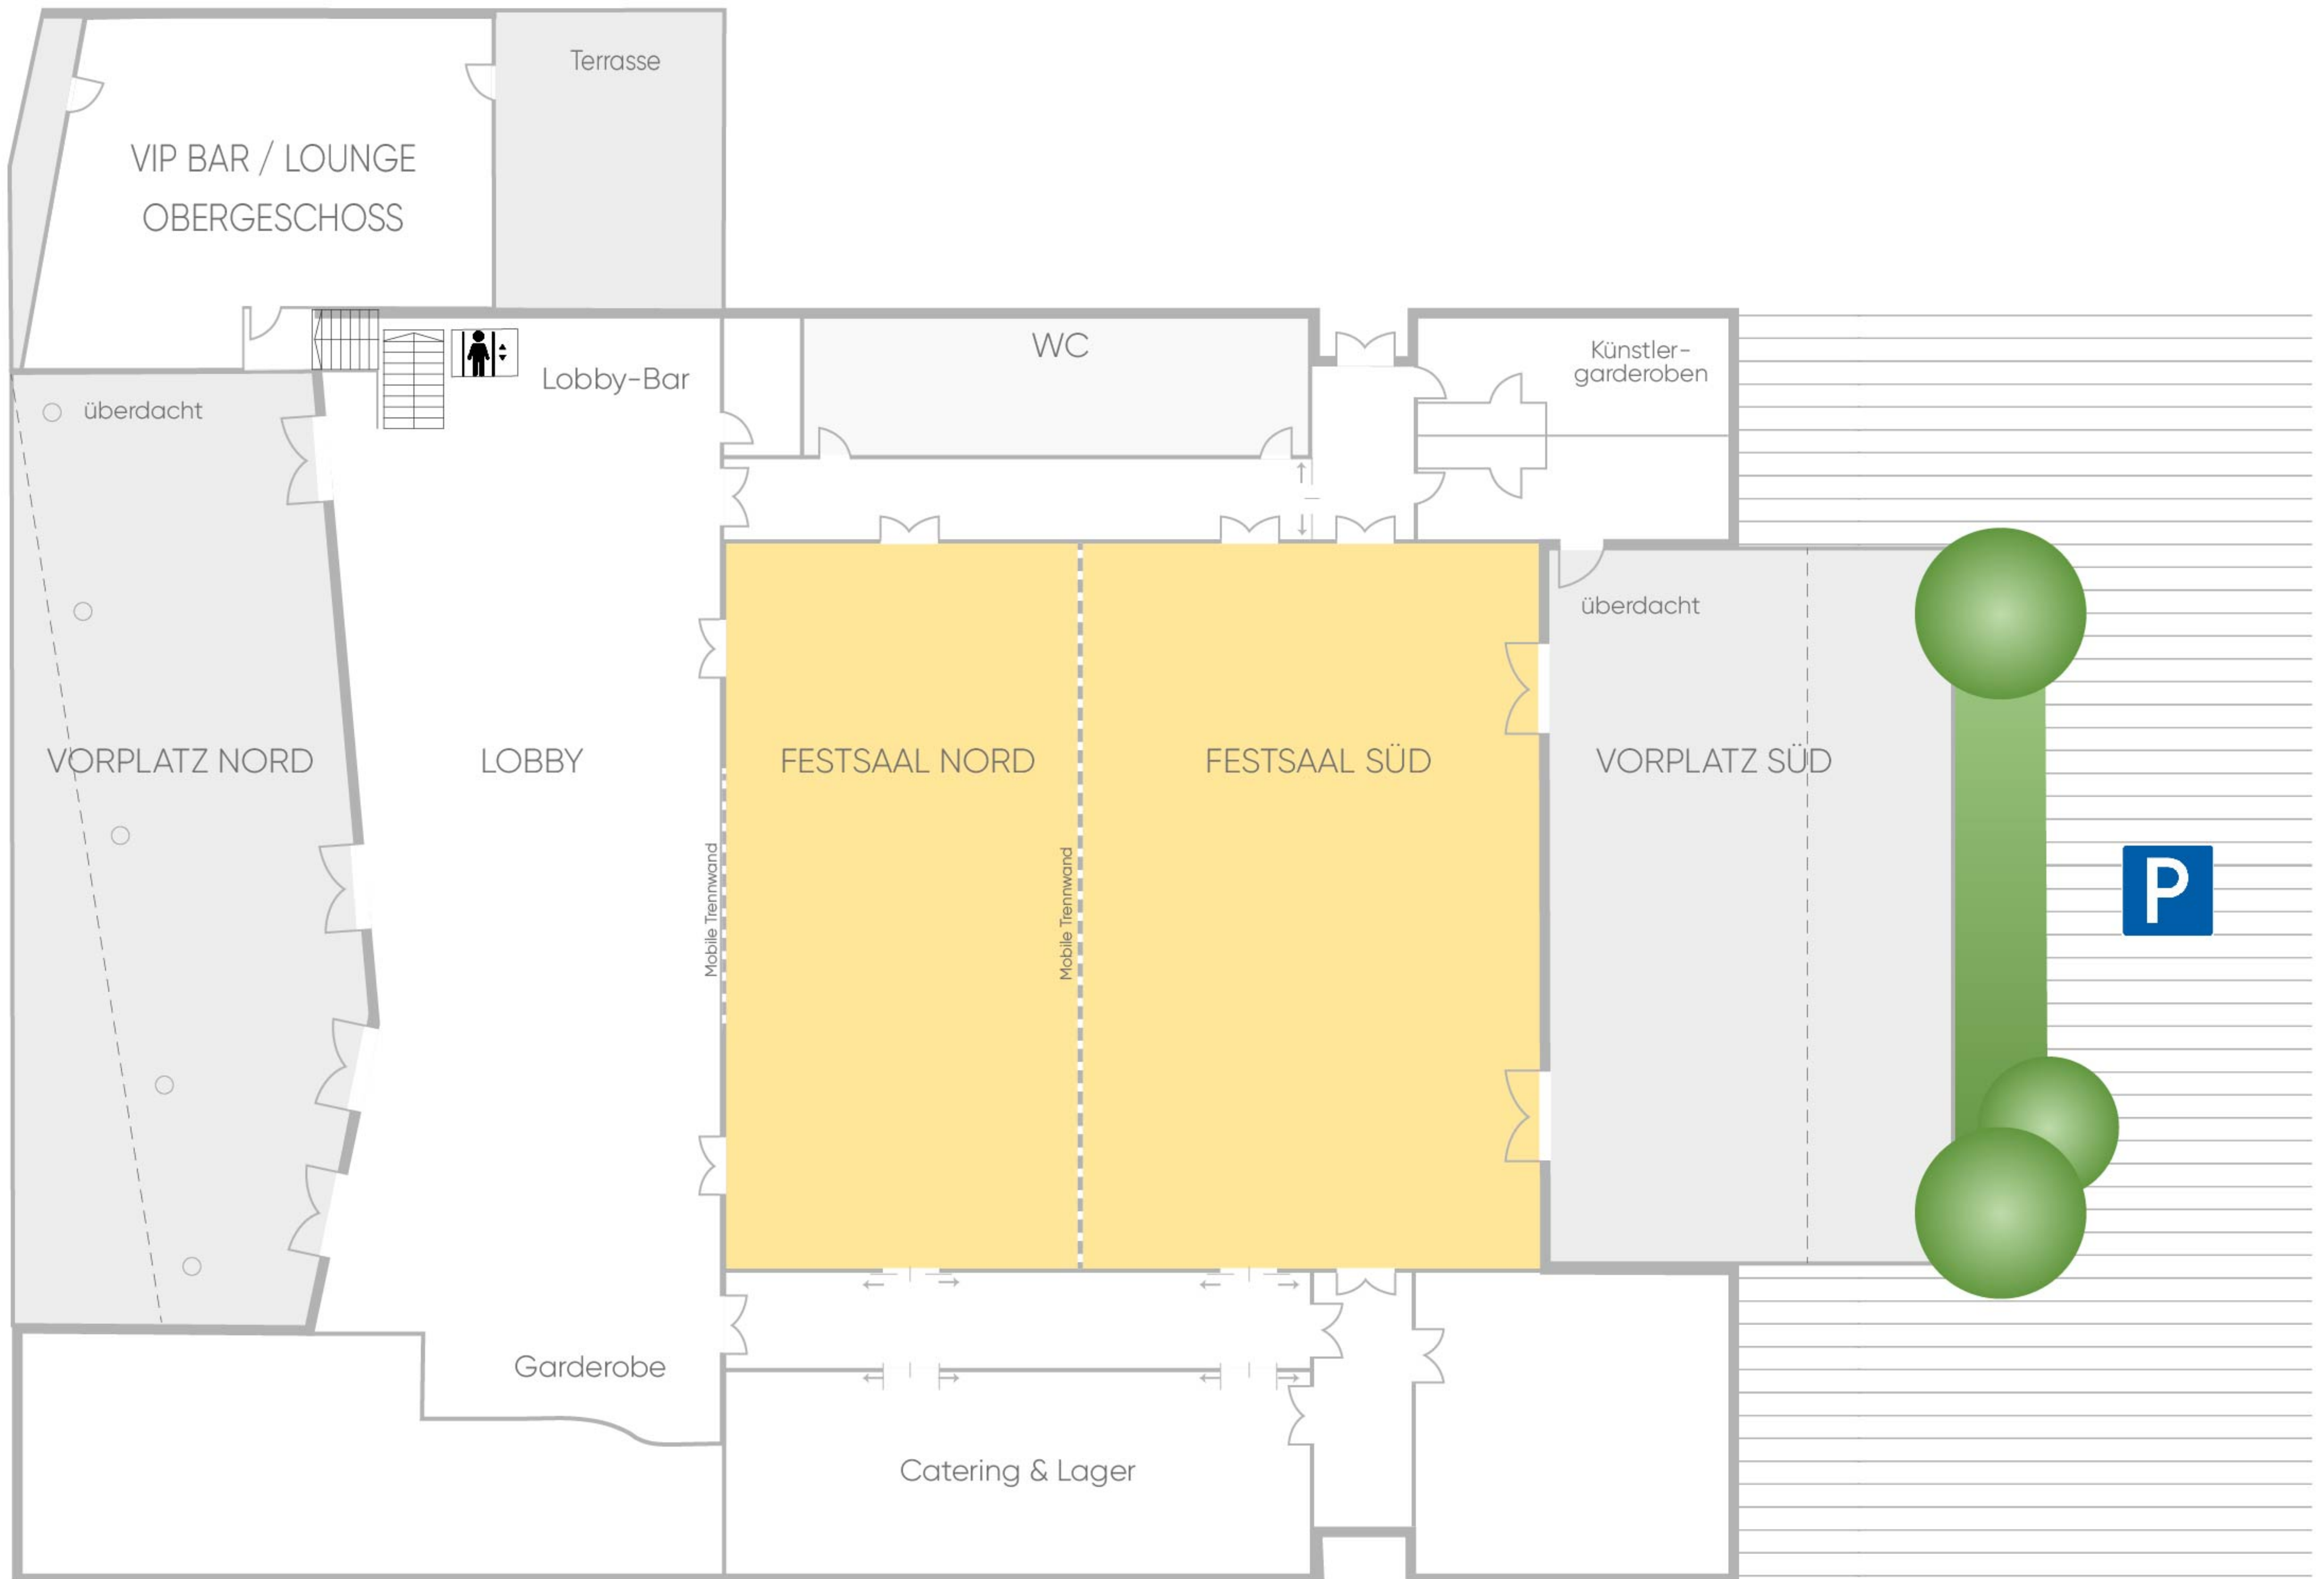 Terrasse
VIP BAR / LOUNGE
OBERGESCHOSS
WC
Künstler-
garderoben
Lobby-Bar
überdacht
überdacht
VORPLATZ NORD
LOBBY
FESTSAAL NORD
FESTSAAL SÜD
VORPLATZ SÜD
Mobile Trennwand
Mobile Trennwand
P
Garderobe
Catering & Lager